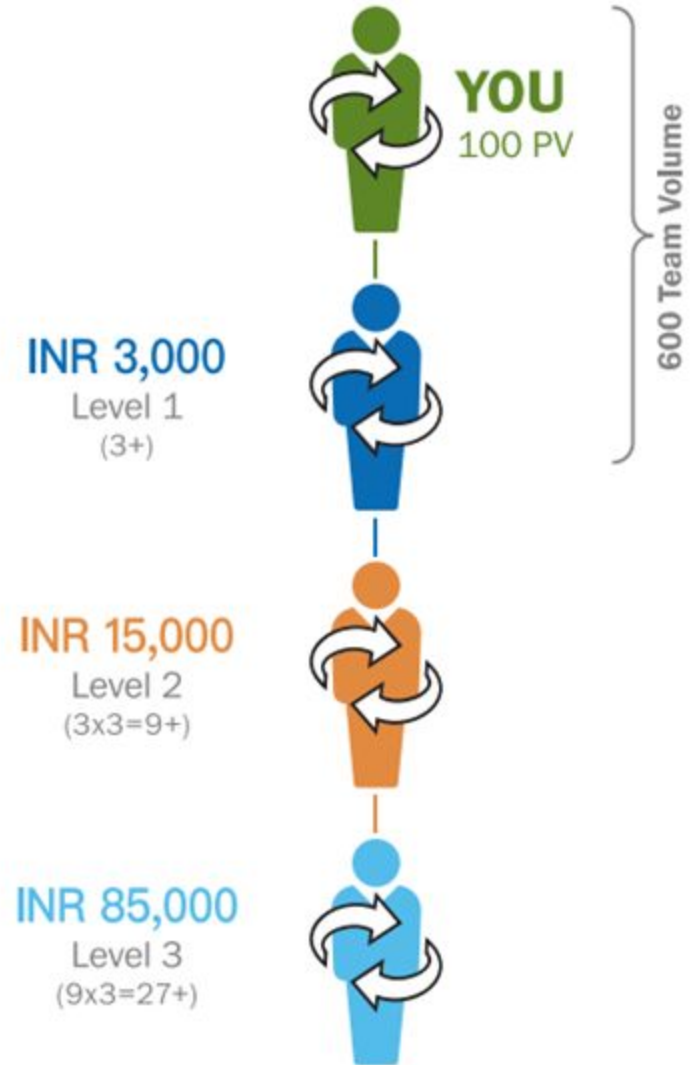 YOU
100 PV
600 Team Volume
INR 3,000
Level 1
(3+)
INR 15,000
Level 2
(3x3=9+)
INR 85,000
Level 3
(9x3=27+)